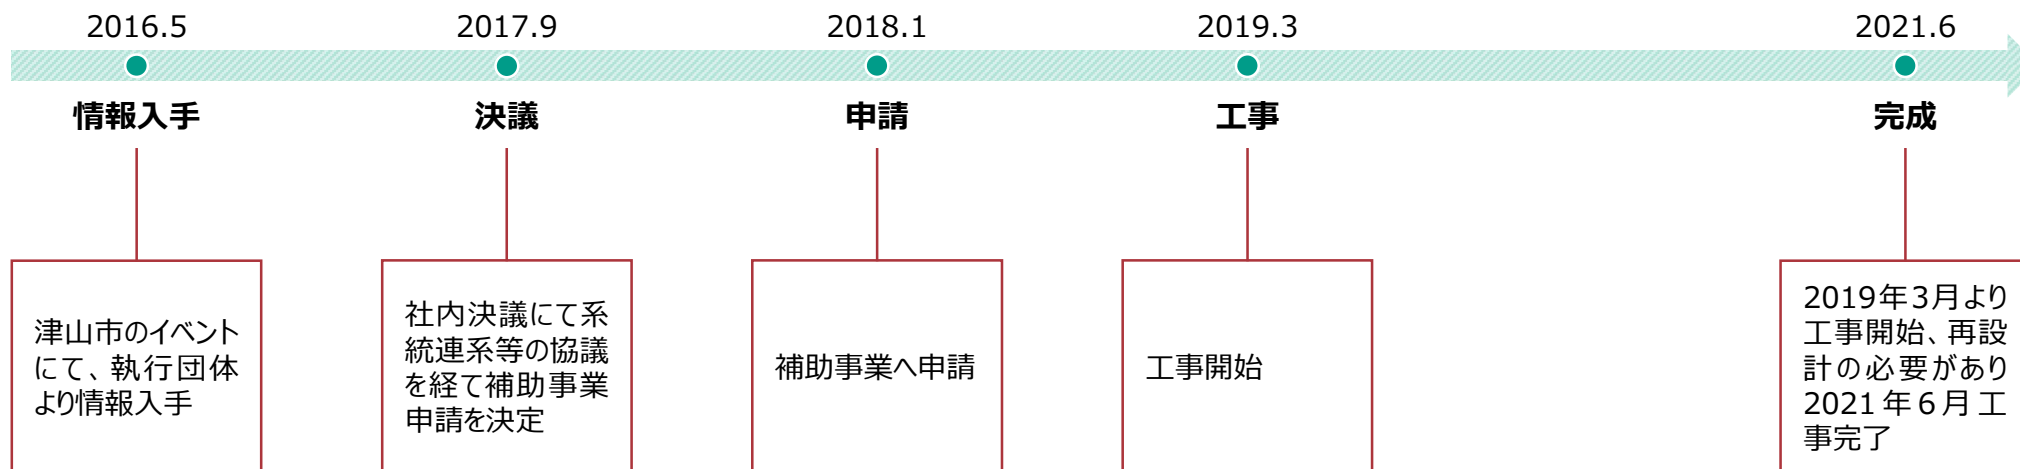 2016.5
2017.9
2018.1
2019.3
2021.6
情報入手
決議
申請
工事
完成
津山市のイベント
にて、執行団体
より情報入手
社内決議にて系
統連系等の協議
を経て補助事業
申請を決定
補助事業へ申請
工事開始
2019年3月より
工事開始、再設
計の必要があり
2021年6月工
事完了